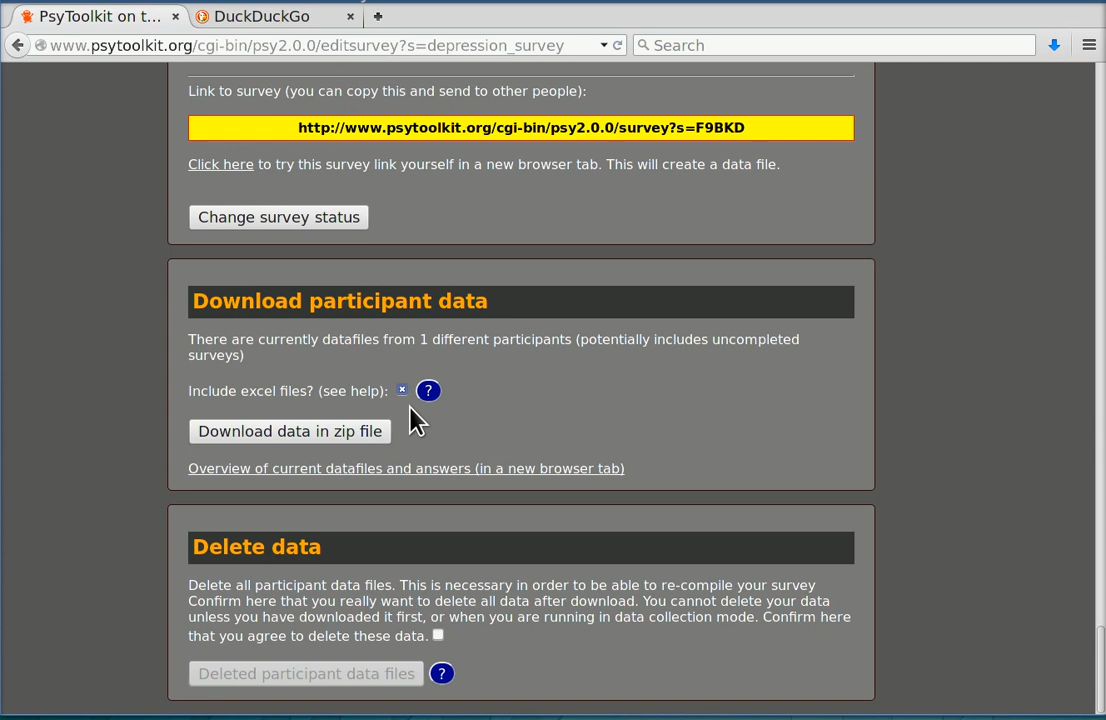 PsyToolkit on t...
DuckDuckGo
www.psytoolkit.org/cgi-bin/psy2.0.0/editsurvey?s=depression_survey
Search
Link to survey (you can copy this and send to other people):
http://www.psytoolkit.org/cgi-bin/psy2.0.0/survey?s=F9BKD
Click here to try this survey link yourself in a new browser tab. This will create a data file.
Change survey status
Download participant data
There are currently datafiles from 1 different participants (potentially includes uncompleted
surveys)
Include excel files? (see help): ?
Download data in zip file
Overview of current datafiles and answers (in a new browser tab)
Delete data
Delete all participant data files. This is necessary in order to be able to re-compile your survey
Confirm here that you really want to delete all data after download. You cannot delete your data
unless you have downloaded it first, or when you are running in data collection mode. Confirm here
that you agree to delete these data.
Deleted participant data files ?